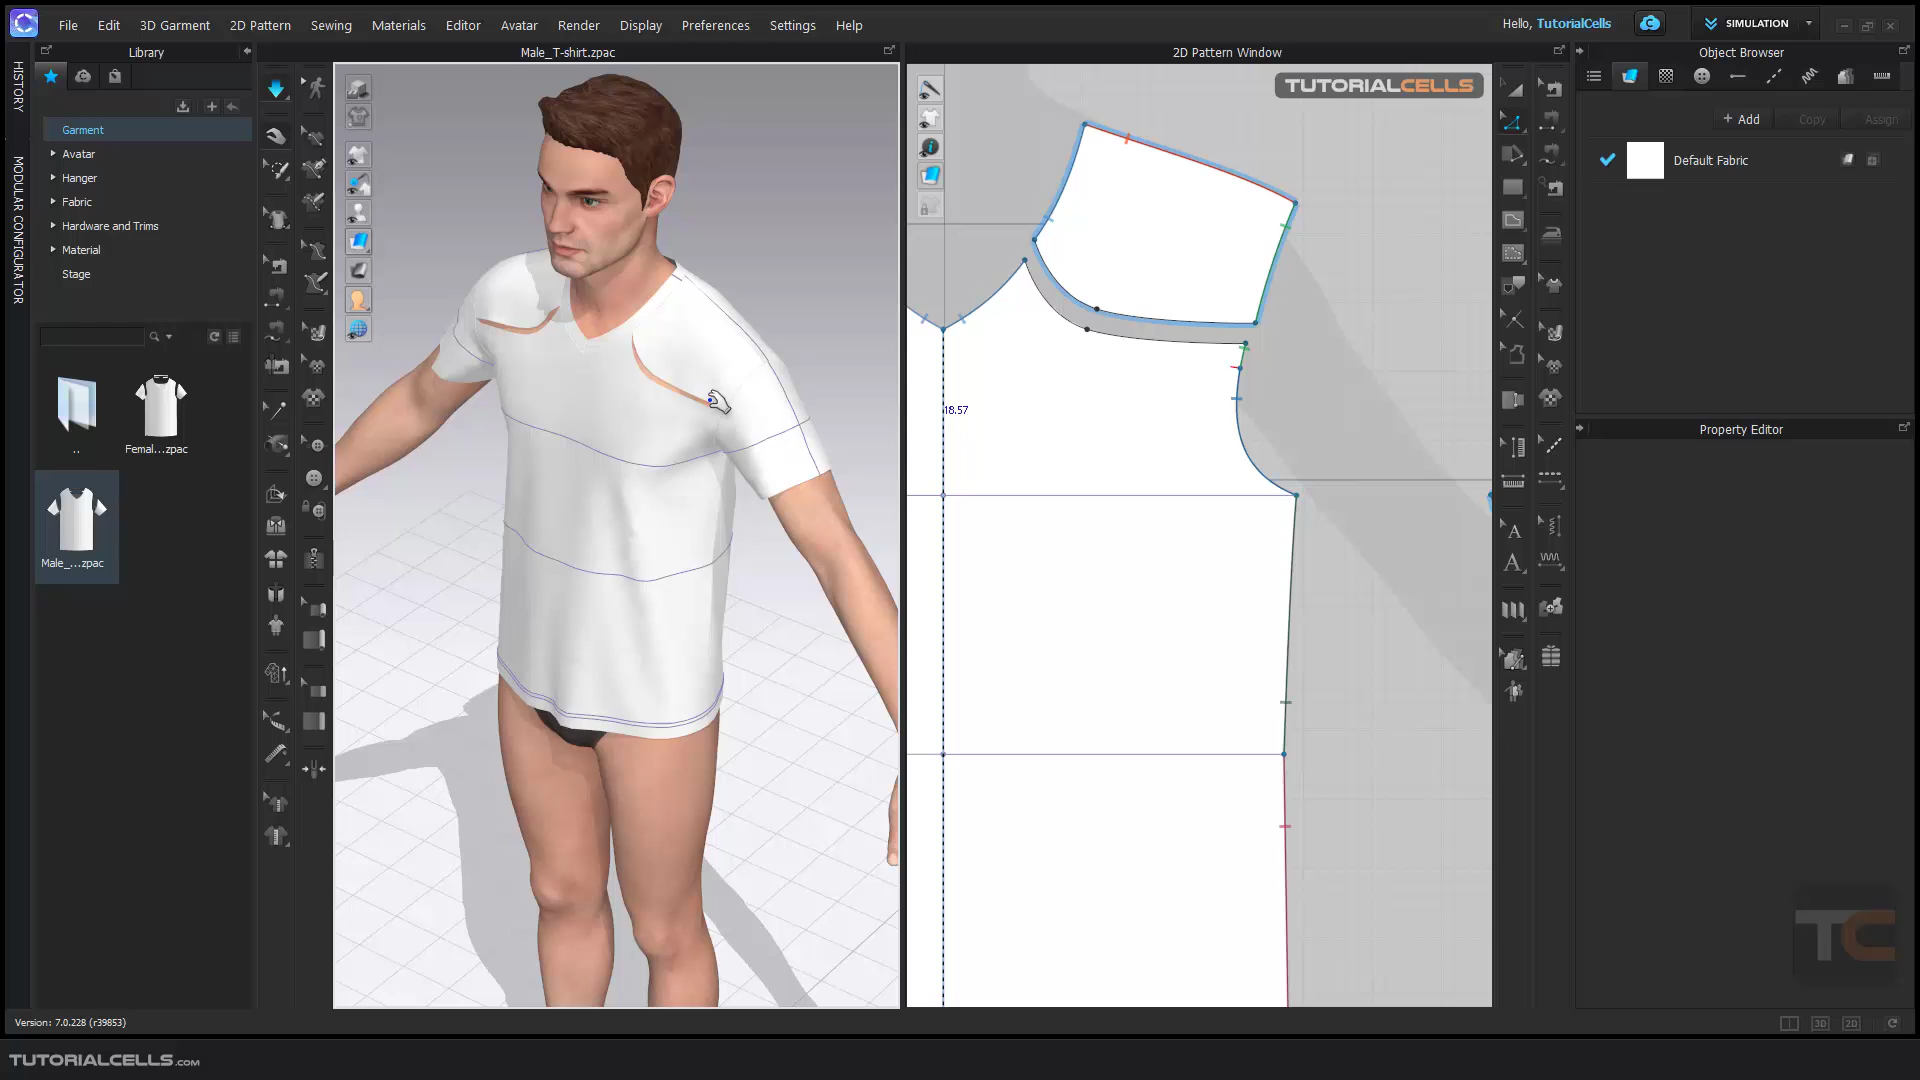 File Edit 3D Garment 2D Pattern Sewing Materials Editor Avatar Render Display Preferences Settings Help
Hello, TutorialCells
SIMULATION
Library
Male_T-shirt.zpac
2D Pattern Window
Object Browser
HISTORY
MODULAR CONFIGURATOR
TUTORIALCELLS
Garment
Avatar
Hanger
Fabric
Hardware and Trims
Material
Stage
+ Add
Copy
Assign
Default Fabric
..
Femal...zpac
Male_...zpac
18.57
Property Editor
A
A
TC
Version: 7.0.228 (r39853)
3D
2D
TUTORIALCELLS.com